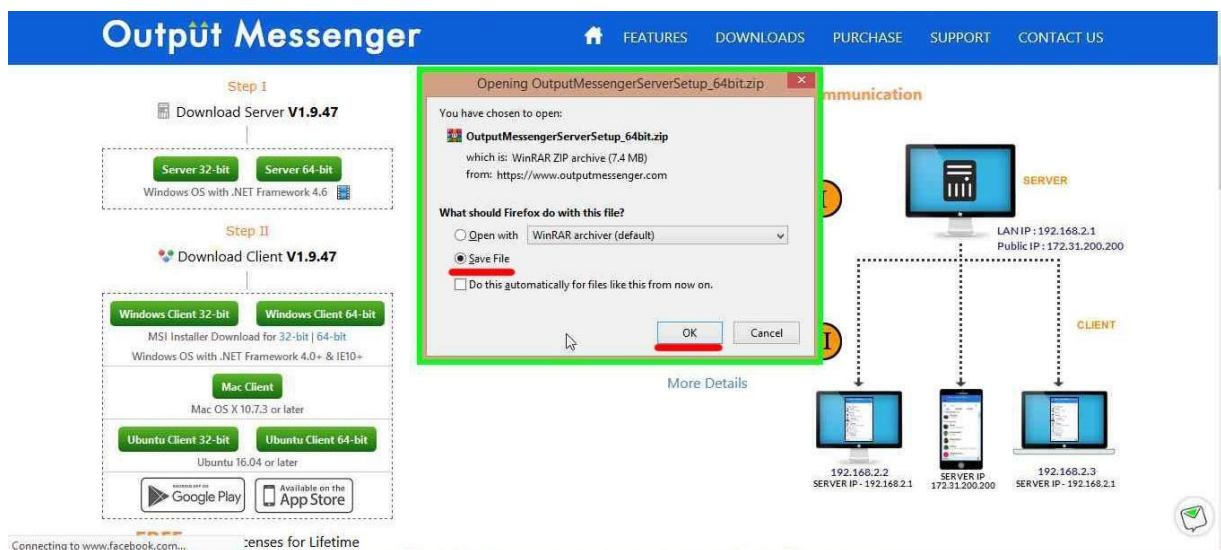 Output Messenger
FEATURES DOWNLOADS PURCHASE SUPPORT CONTACT US
Step I
Download Server V1.9.47
Server 32-bit Server 64-bit
Windows OS with .NET Framework 4.6
Step II
Download Client V1.9.47
Windows Client 32-bit Windows Client 64-bit
MSI Installer Download for 32-bit | 64-bit
Windows OS with .NET Framework 4.0+ & IE10+
Mac Client
Mac OS X 10.7.3 or later
Ubuntu Client 32-bit Ubuntu Client 64-bit
Ubuntu 16.04 or later
Google Play
Available on the
App Store
enses for Lifetime
Connecting to www.facebook.com...
Opening OutputMessengerServerSetup_64bit.zip
You have chosen to open:
OutputMessengerServerSetup_64bit.zip
which is: WinRAR ZIP archive (7.4 MB)
from: https://www.outputmessenger.com
What should Firefox do with this file?
Open with WinRAR archiver (default)
Save File
Do this automatically for files like this from now on.
OK Cancel
More Details
mmunication
SERVER
LAN IP : 192.168.2.1
Public IP : 172.31.200.200
CLIENT
192.168.2.2
SERVER IP - 192.168.2.1
SERVER IP
172.31.200.200
192.168.2.3
SERVER IP - 192.168.2.1